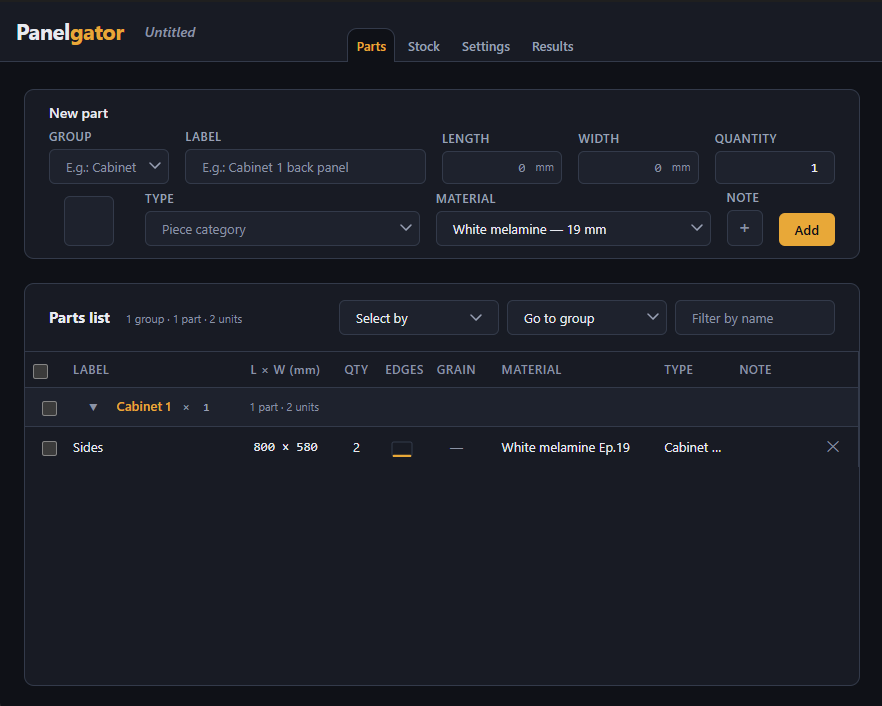 Panelgator Untitled
Parts Stock Settings Results
New part
GROUP LABEL LENGTH WIDTH QUANTITY
E.g.: Cabinet E.g.: Cabinet 1 back panel 0 mm 0 mm 1
TYPE MATERIAL NOTE
Piece category White melamine — 19 mm + Add
Parts list 1 group · 1 part · 2 units Select by Go to group Filter by name
LABEL L × W (mm) QTY EDGES GRAIN MATERIAL TYPE NOTE
▼ Cabinet 1 × 1 1 part · 2 units
Sides 800 × 580 2 — White melamine Ep.19 Cabinet ...